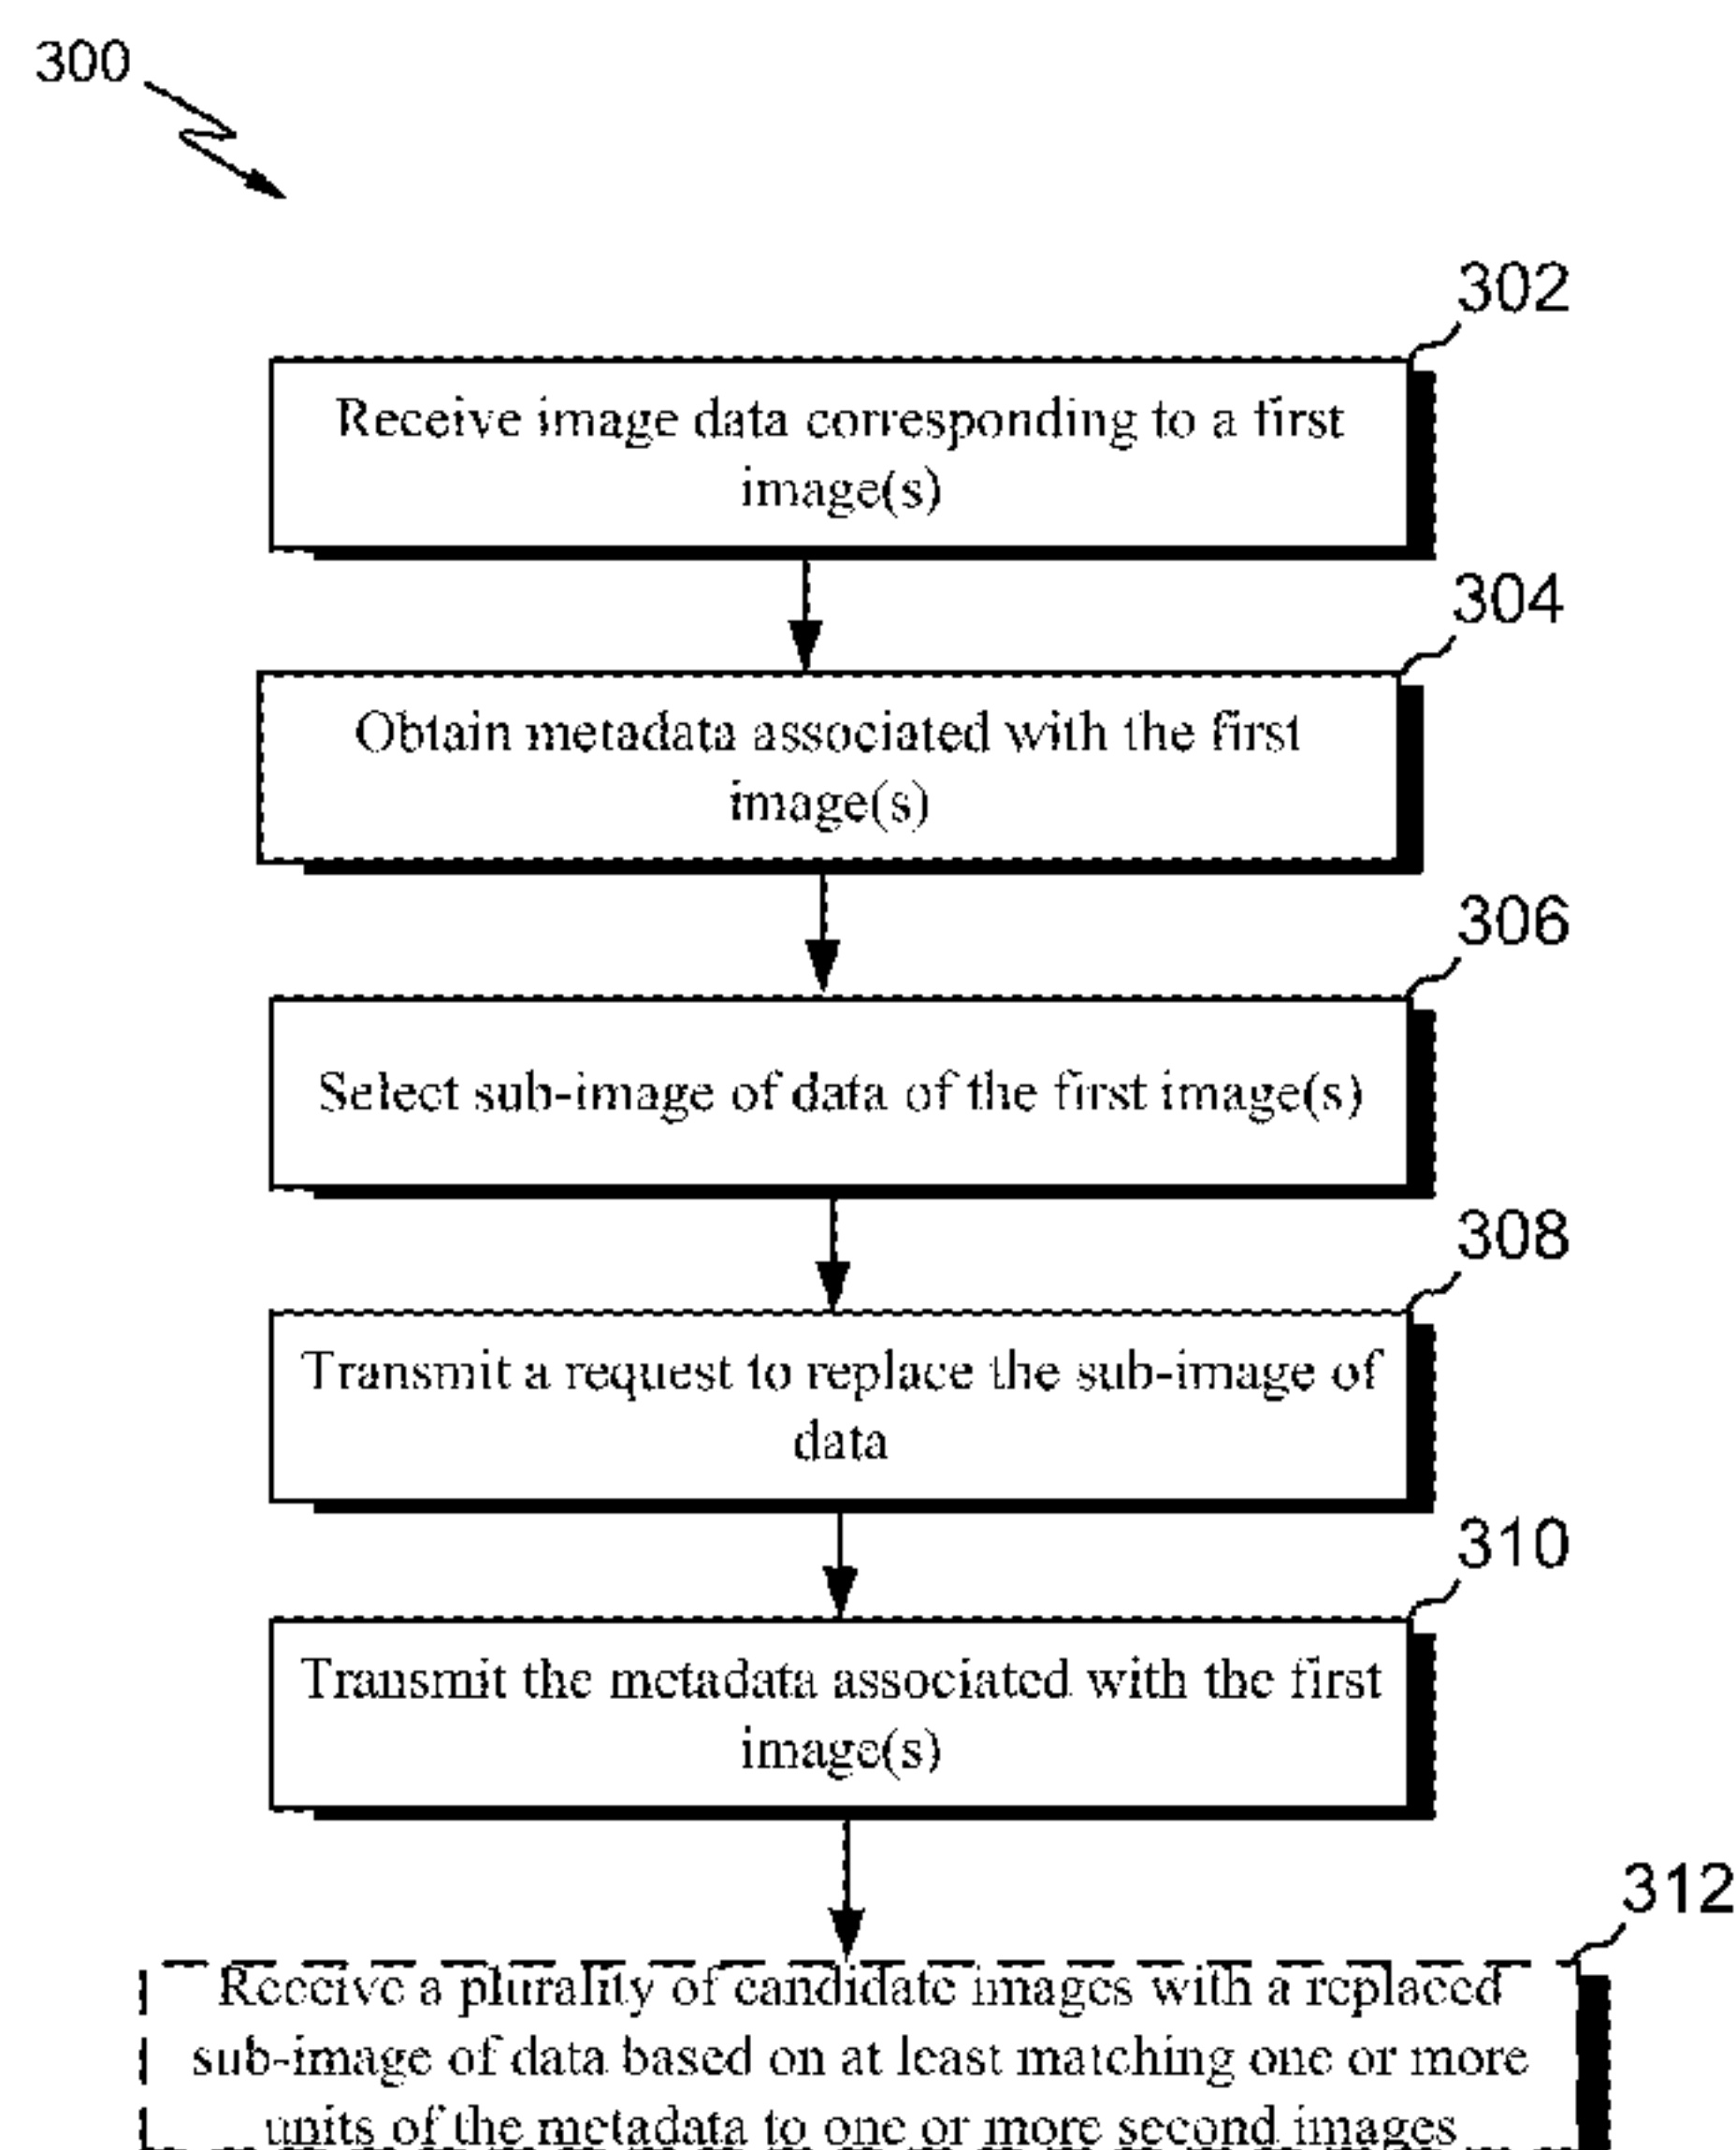 300
302
Receive image data corresponding to a first
image(s)
304
Obtain metadata associated with the first
image(s)
306
Select sub-image of data of the first image(s)
308
Transmit a request to replace the sub-image of
data
310
Transmit the metadata associated with the first
image(s)
312
Receive a plurality of candidate images with a replaced
sub-image of data based on at least matching one or more
units of the metadata to one or more second images